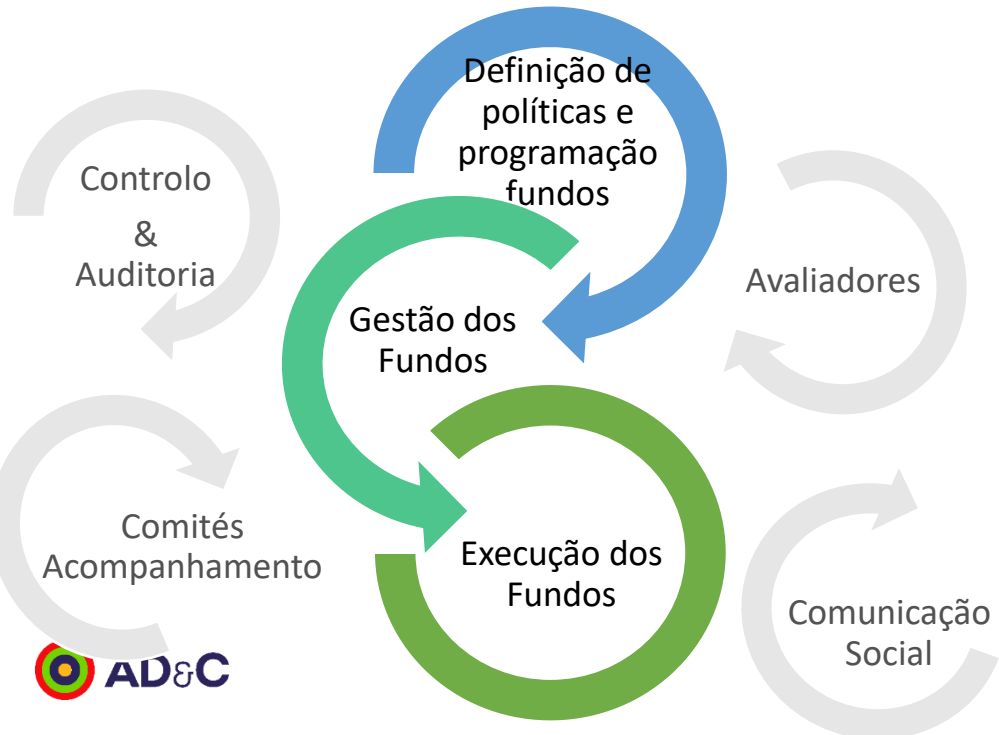 Definição de
políticas e
programação
fundos
Controlo
&
Auditoria
Avaliadores
Gestão dos
Fundos
Comités
Acompanhamento
Execução dos
Fundos
Comunicação
Social
AD&C